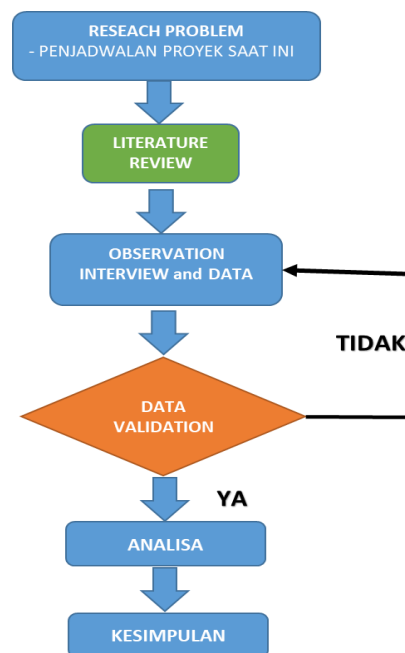 RESEACH PROBLEM
- PENJADWALAN PROYEK SAAT INI
LITERATURE
REVIEW
OBSERVATION
INTERVIEW and DATA
TIDAK
DATA
VALIDATION
YA
ANALISA
KESIMPULAN